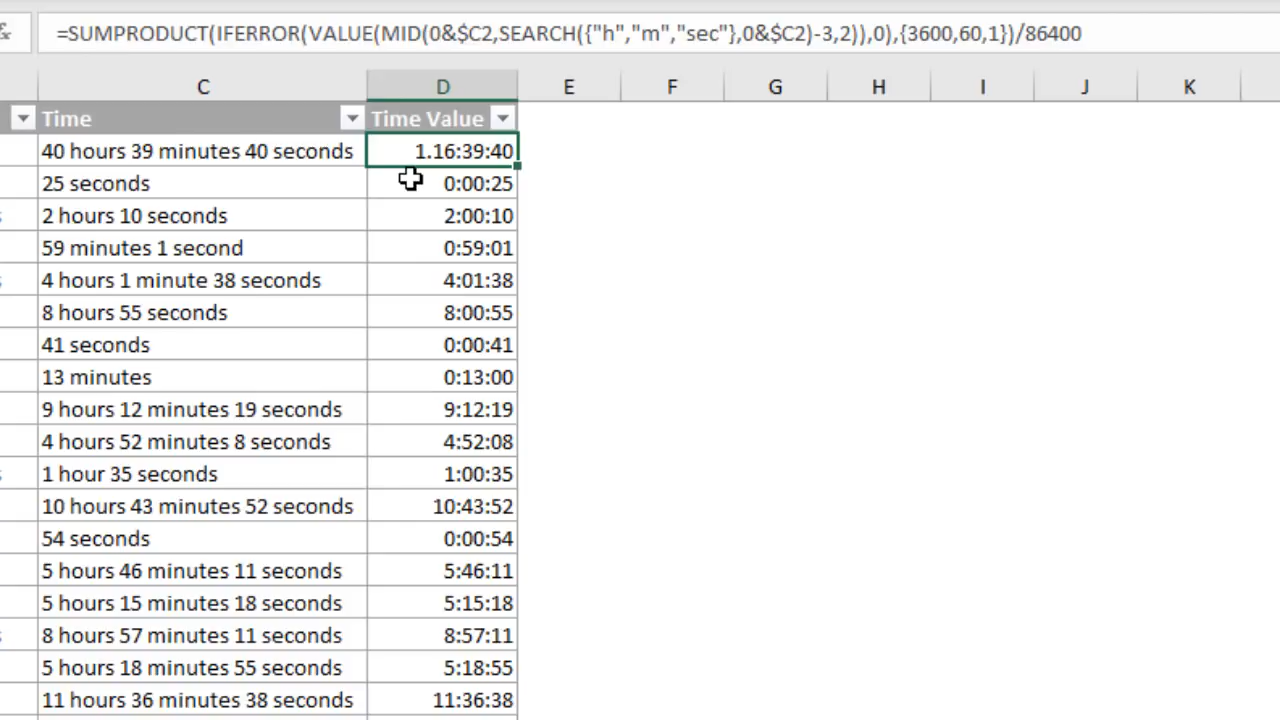 =SUMPRODUCT(IFERROR(VALUE(MID(0&$C2,SEARCH({"h","m","sec"},0&$C2)-3,2)),0),{3600,60,1})/86400
C D E F G H I J K
Time Time Value
40 hours 39 minutes 40 seconds 1.16:39:40
25 seconds 0:00:25
2 hours 10 seconds 2:00:10
59 minutes 1 second 0:59:01
4 hours 1 minute 38 seconds 4:01:38
8 hours 55 seconds 8:00:55
41 seconds 0:00:41
13 minutes 0:13:00
9 hours 12 minutes 19 seconds 9:12:19
4 hours 52 minutes 8 seconds 4:52:08
1 hour 35 seconds 1:00:35
10 hours 43 minutes 52 seconds 10:43:52
54 seconds 0:00:54
5 hours 46 minutes 11 seconds 5:46:11
5 hours 15 minutes 18 seconds 5:15:18
8 hours 57 minutes 11 seconds 8:57:11
5 hours 18 minutes 55 seconds 5:18:55
11 hours 36 minutes 38 seconds 11:36:38